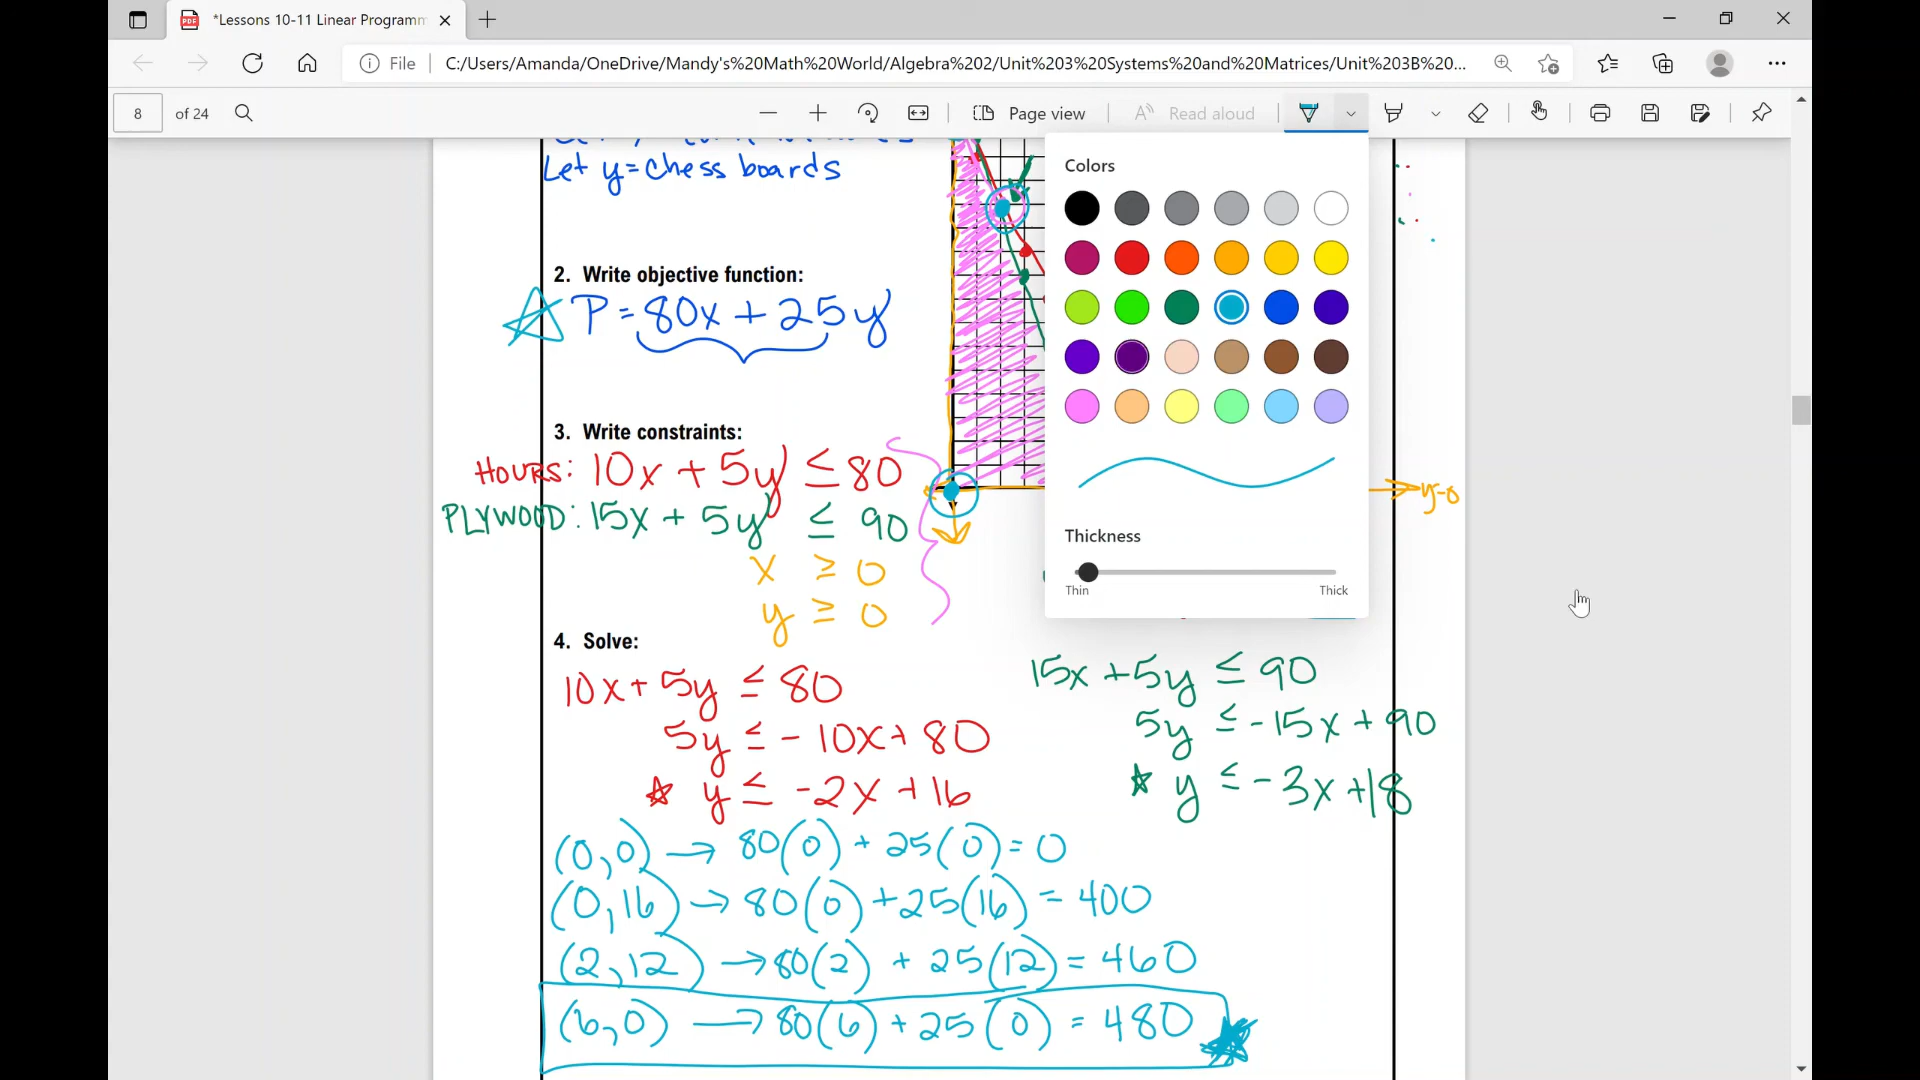 *Lessons 10-11 Linear Programm
File
C:/Users/Amanda/OneDrive/Mandy's%20Math%20World/Algebra%202/Unit%203%20Systems%20and%20Matrices/Unit%203B%20...
8 of 24
Page view
Read aloud
Colors
Let y=chess boards
2. Write objective function:
P = 80x + 25y
3. Write constraints:
HOURS: 10x + 5y ≤ 80
PLYWOOD: 15x + 5y ≤ 90
x ≥ 0
y ≥ 0
y=0
Thickness
Thin
Thick
4. Solve:
10x + 5y ≤ 80
5y ≤ -10x + 80
y ≤ -2x + 16
15x + 5y ≤ 90
5y ≤ -15x + 90
y ≤ -3x + 18
(0,0) → 80(0) + 25(0) = 0
(0,16) → 80(0) + 25(16) = 400
(2,12) → 80(2) + 25(12) = 460
(6,0) → 80(6) + 25(0) = 480